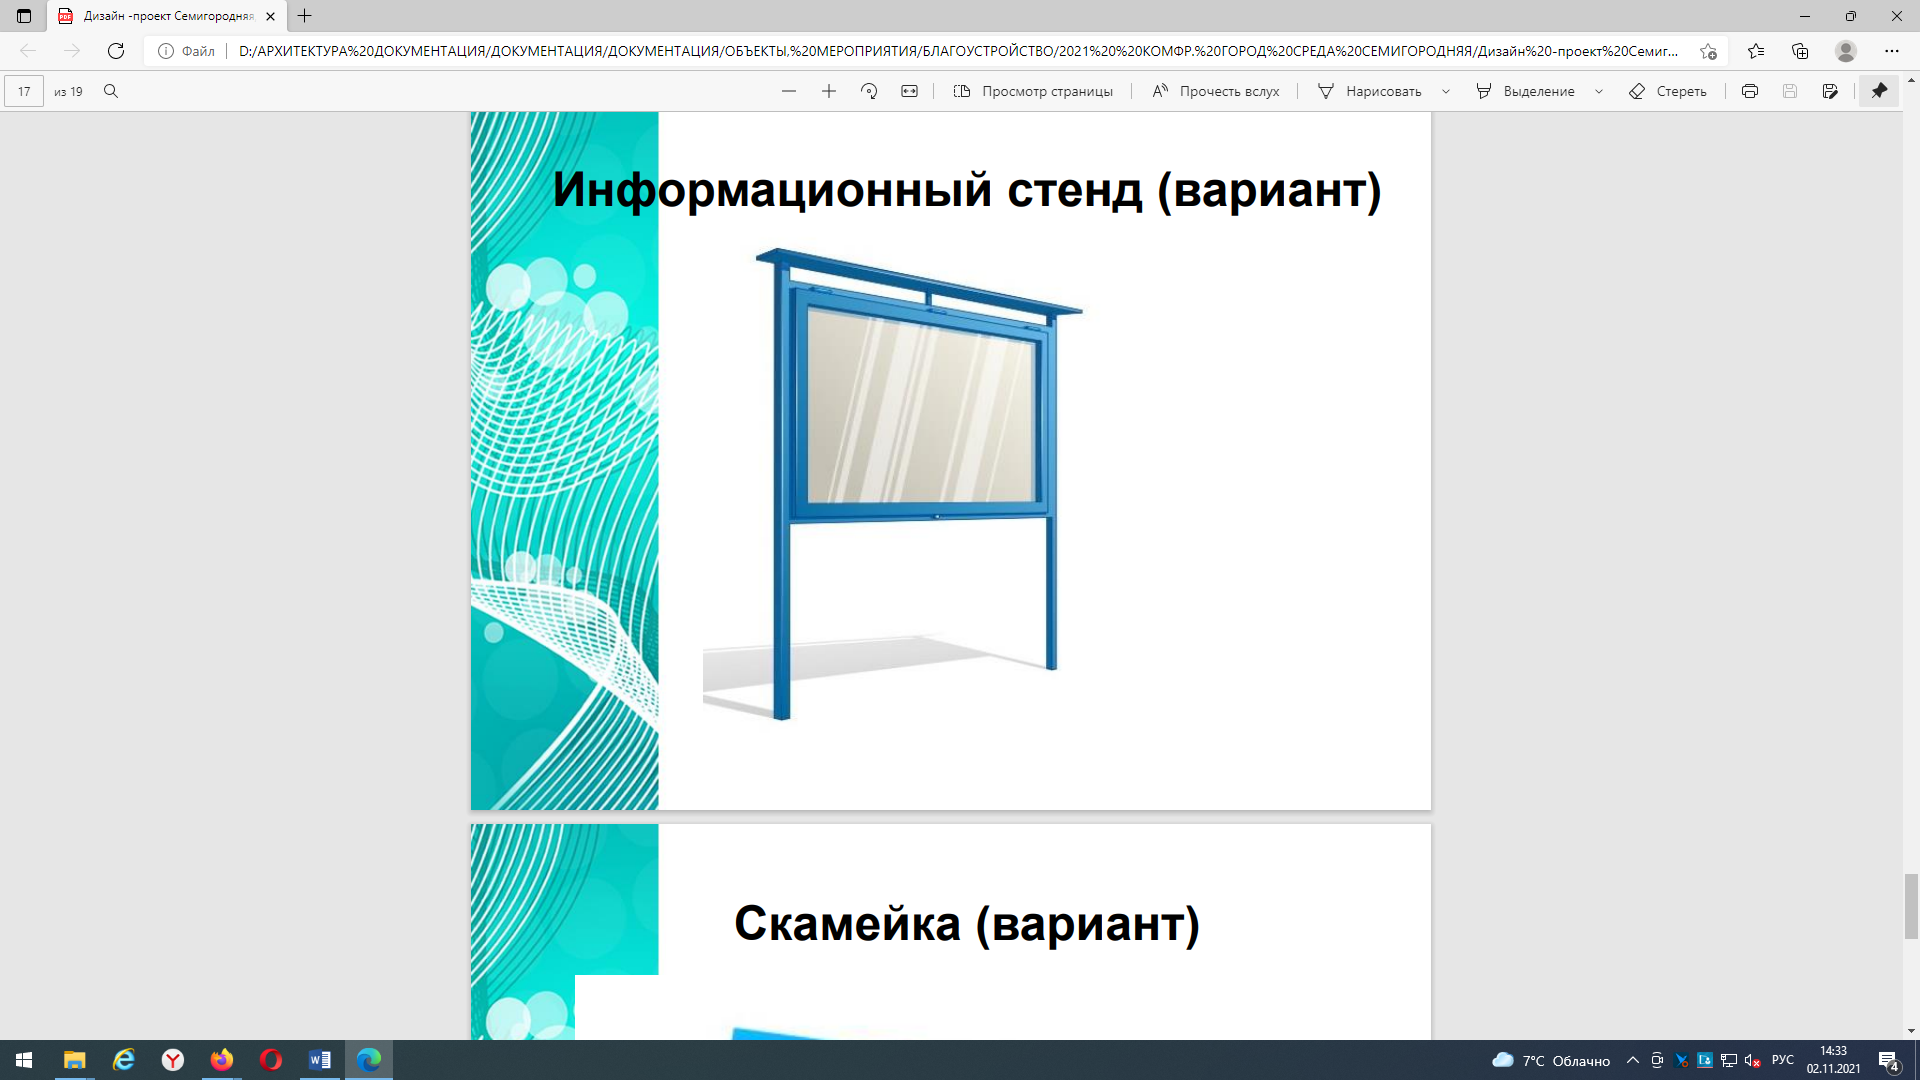 Дизайн -проект Семигородняя,
Файл
D:/АРХИТЕКТУРА%20ДОКУМЕНТАЦИЯ/ДОКУМЕНТАЦИЯ/ДОКУМЕНТАЦИЯ/ОБЪЕКТЫ,%20МЕРОПРИЯТИЯ/БЛАГОУСТРОЙСТВО/2021%20%20КОМФР.%20ГОРОД%20СРЕДА%20СЕМИГОРОДНЯЯ/Дизайн%20-проект%20Семиг...
17 из 19
Просмотр страницы
Прочесть вслух
Нарисовать
Выделение
Стереть
Информационный стенд (вариант)
Скамейка (вариант)
7°C Облачно
РУС
14:33
02.11.2021
4